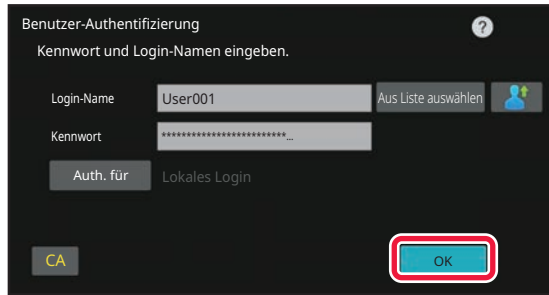 Benutzer-Authentifizierung
?
Kennwort und Login-Namen eingeben.
Login-Name User001 Aus Liste auswählen
Kennwort *************************...
Auth. für Lokales Login
CA OK